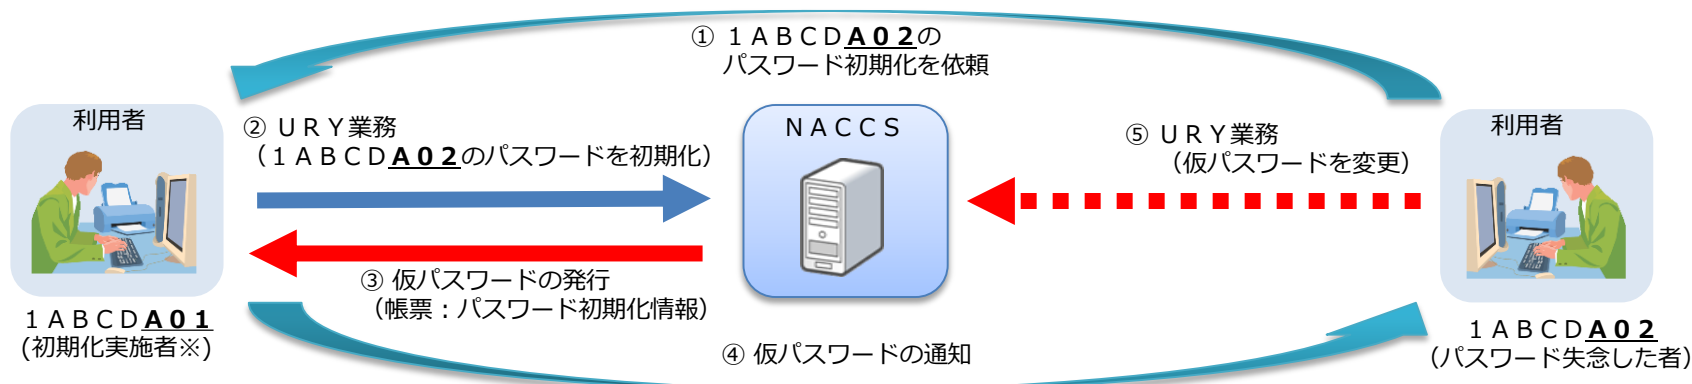 ① １ＡＢＣＤＡ０２の
パスワード初期化を依頼
利用者
② ＵＲＹ業務
（１ＡＢＣＤＡ０２のパスワードを初期化）
ＮＡＣＣＳ
⑤ ＵＲＹ業務
（仮パスワードを変更）
利用者
③ 仮パスワードの発行
（帳票：パスワード初期化情報）
１ＡＢＣＤＡ０１
(初期化実施者※)
④ 仮パスワードの通知
１ＡＢＣＤＡ０２
（パスワード失念した者）